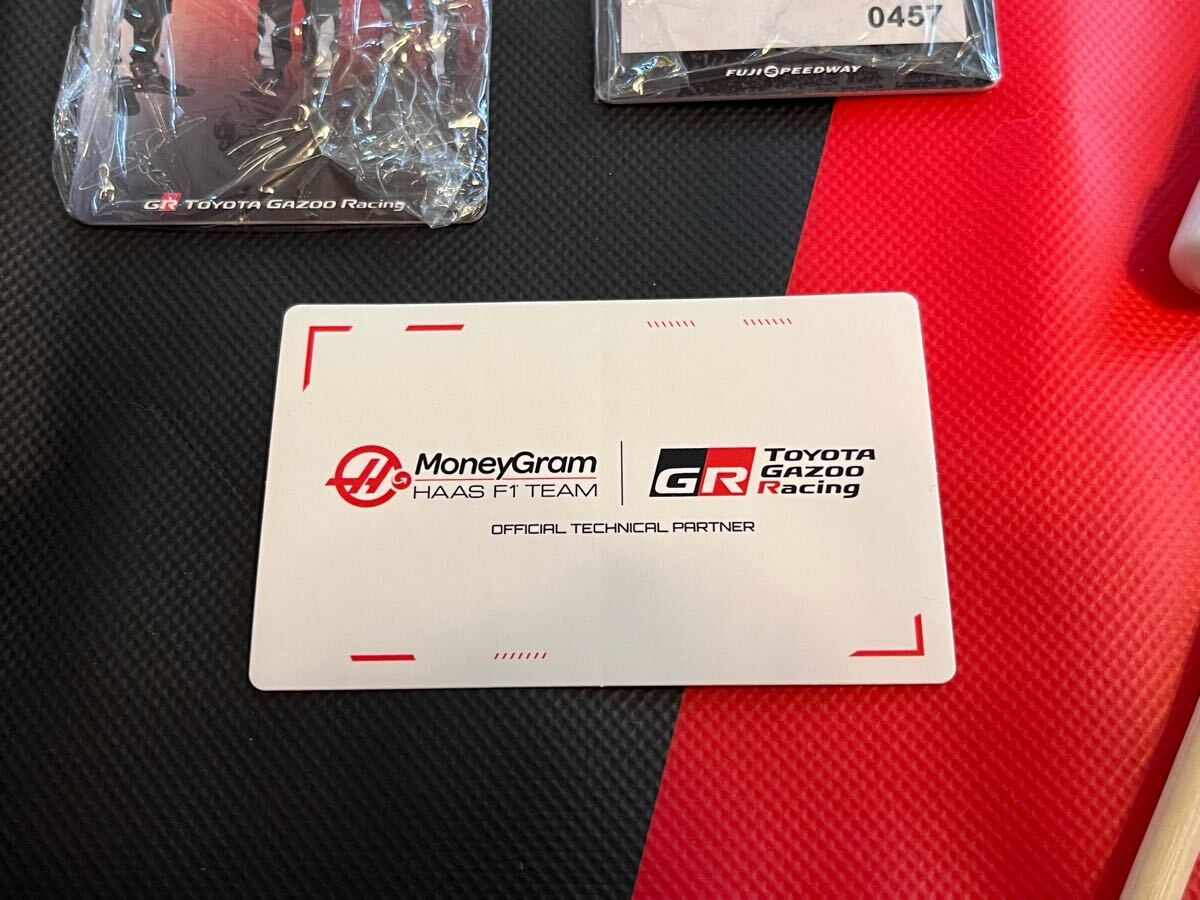 0457
FUJI SPEEDWAY
GR TOYOTA GAZOO Racing
MoneyGram
HAAS F1 TEAM
GR
TOYOTA
GAZOO
Racing
OFFICIAL TECHNICAL PARTNER